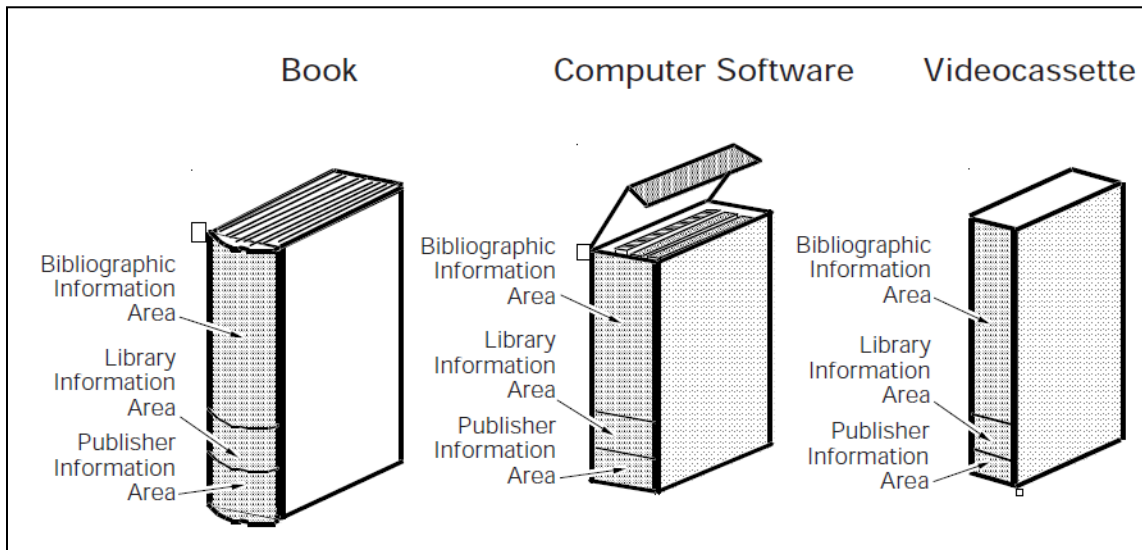 Book
Computer Software
Videocassette
Bibliographic
Information
Area
Library
Information
Area
Publisher
Information
Area
Bibliographic
Information
Area
Library
Information
Area
Publisher
Information
Area
Bibliographic
Information
Area
Library
Information
Area
Publisher
Information
Area